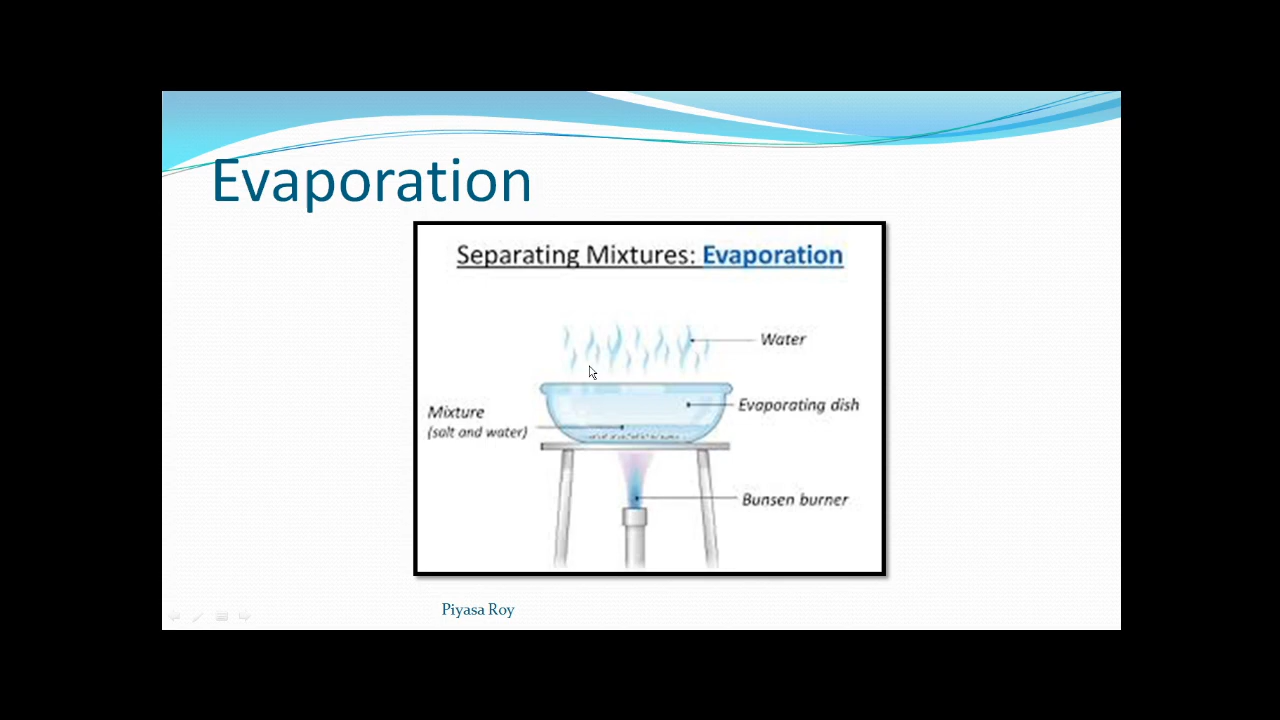 Evaporation
Separating Mixtures: Evaporation
Water
Evaporating dish
Mixture
(salt and water)
Bunsen burner
Piyasa Roy